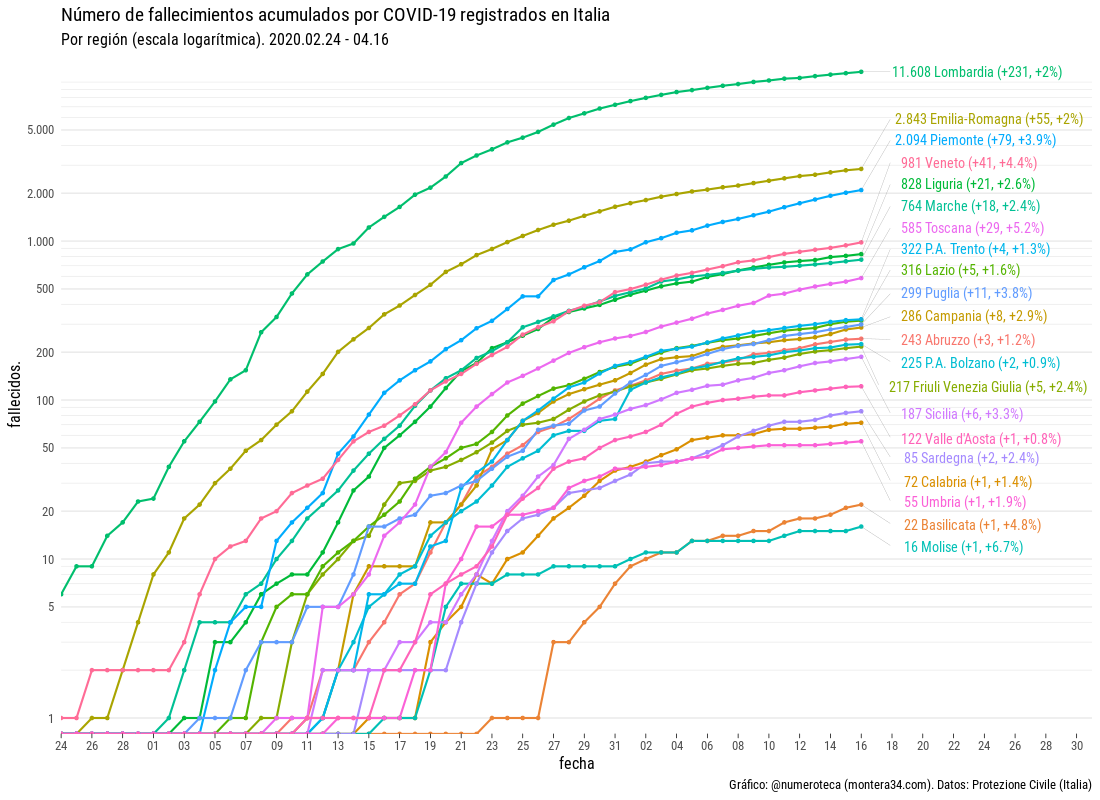 Número de fallecimientos acumulados por COVID-19 registrados en Italia
Por región (escala logarítmica). 2020.02.24 - 04.16
11.608 Lombardia (+231, +2%)
2.843 Emilia-Romagna (+55, +2%)
2.094 Piemonte (+79, +3.9%)
981 Veneto (+41, +4.4%)
828 Liguria (+21, +2.6%)
764 Marche (+18, +2.4%)
585 Toscana (+29, +5.2%)
322 P.A. Trento (+4, +1.3%)
316 Lazio (+5, +1.6%)
299 Puglia (+11, +3.8%)
286 Campania (+8, +2.9%)
243 Abruzzo (+3, +1.2%)
225 P.A. Bolzano (+2, +0.9%)
217 Friuli Venezia Giulia (+5, +2.4%)
187 Sicilia (+6, +3.3%)
122 Valle d'Aosta (+1, +0.8%)
85 Sardegna (+2, +2.4%)
72 Calabria (+1, +1.4%)
55 Umbria (+1, +1.9%)
22 Basilicata (+1, +4.8%)
16 Molise (+1, +6.7%)
fallecidos.
5.000
2.000
1.000
500
200
100
50
20
10
5
1
24 26 28 01 03 05 07 09 11 13 15 17 19 21 23 25 27 29 31 02 04 06 08 10 12 14 16 18 20 22 24 26 28 30
fecha
Gráfico: @numeroteca (montera34.com). Datos: Protezione Civile (Italia)